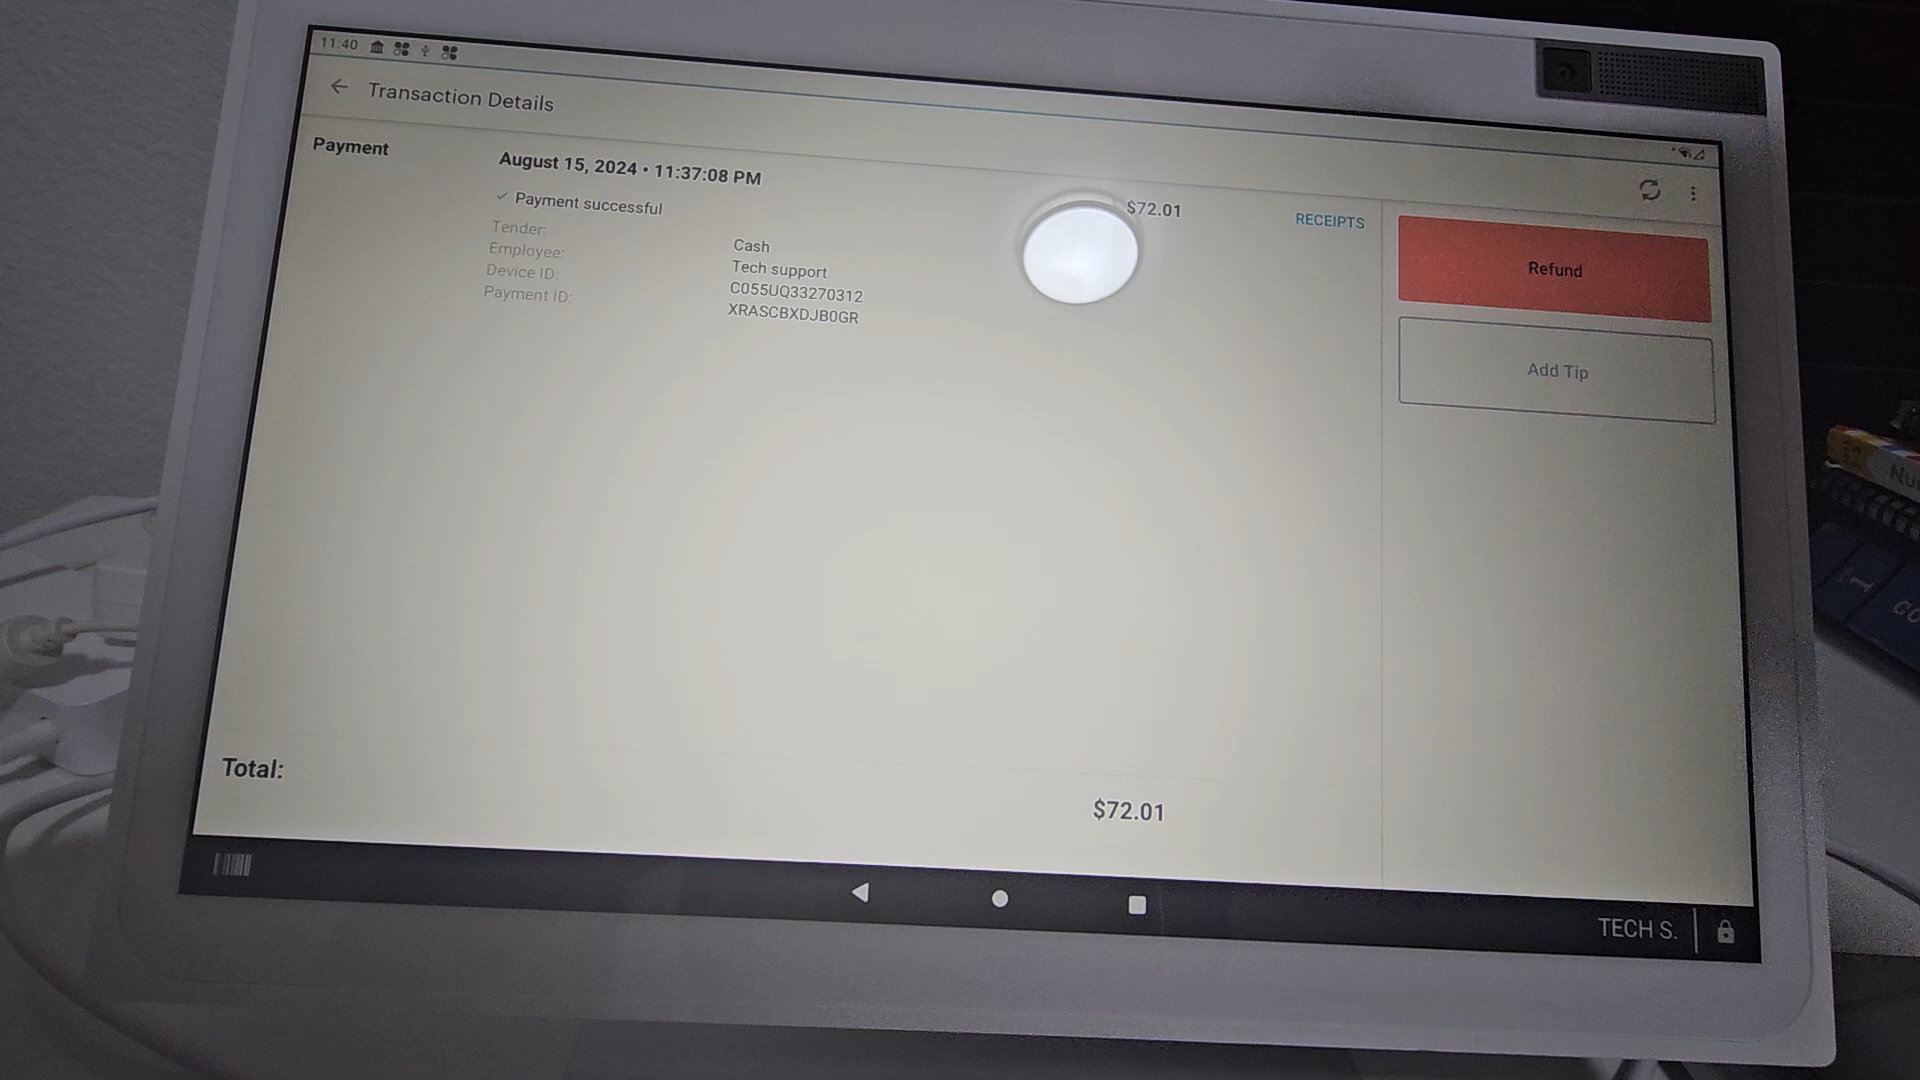 11:40
Transaction Details
Payment
August 15, 2024 • 11:37:08 PM
Payment successful
$72.01
RECEIPTS
Tender:
Cash
Employee:
Tech support
Device ID:
C055UQ33270312
Payment ID:
XRASCBXDJB0GR
Refund
Add Tip
Total:
$72.01
TECH S.
1